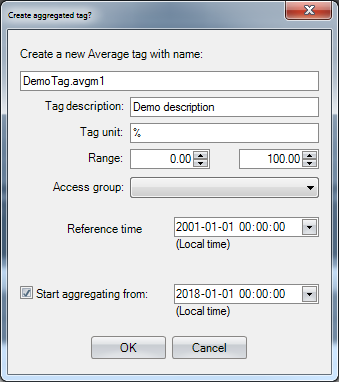 Create aggregated tag?
Create a new Average tag with name:
DemoTag.avgm1
Tag description: Demo description
Tag unit: %
Range: 0.00 100.00
Access group:
Reference time 2001-01-01 00:00:00
(Local time)
Start aggregating from: 2018-01-01 00:00:00
(Local time)
OK Cancel